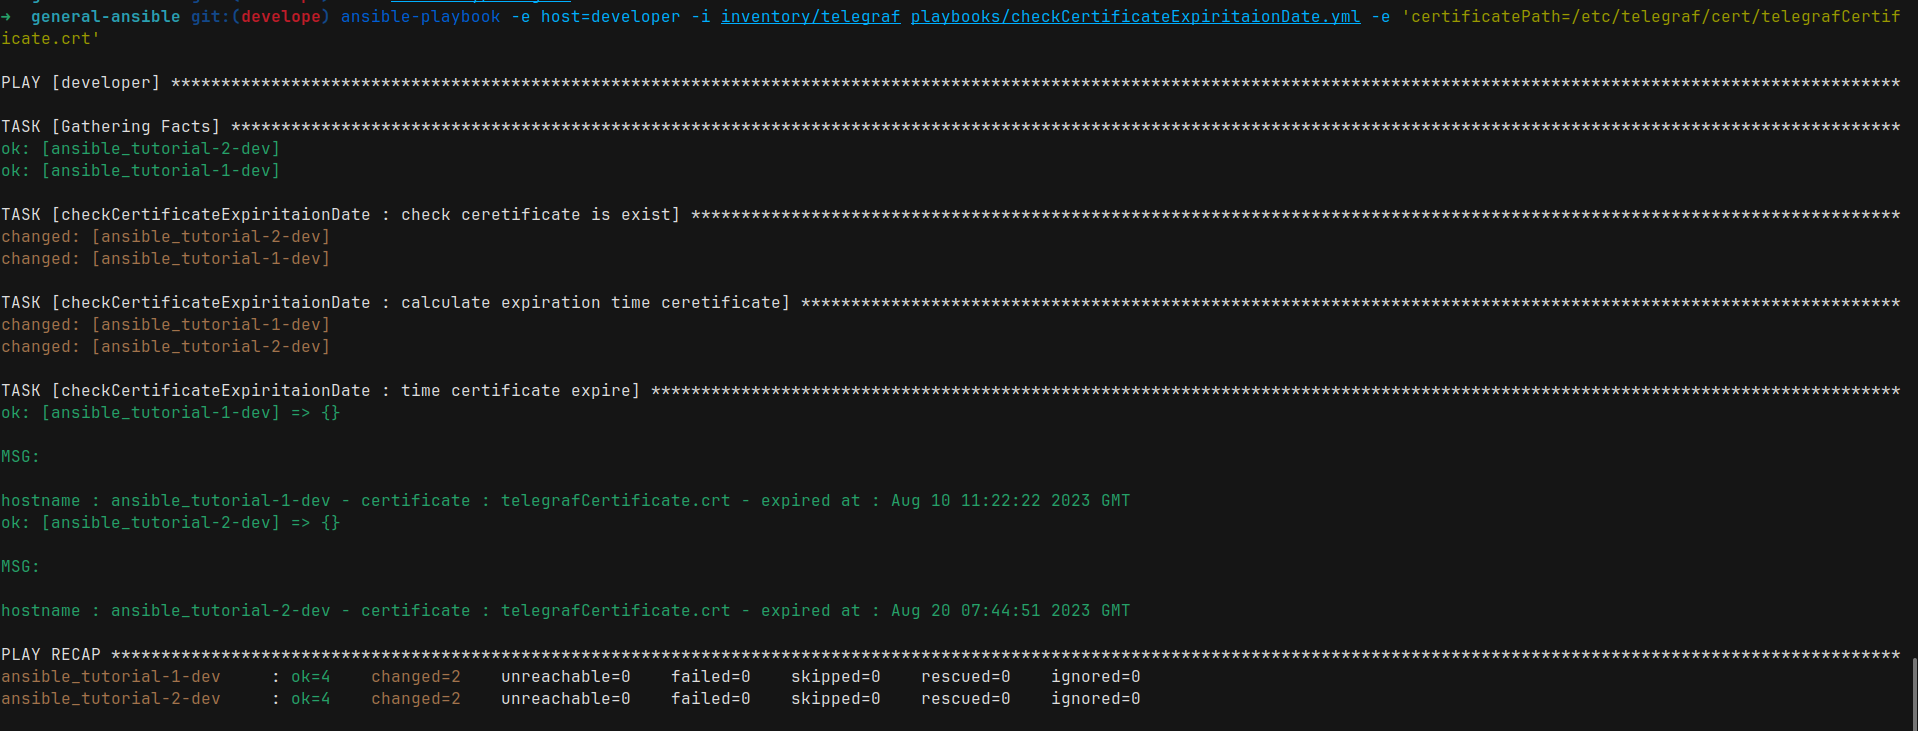 ➜  general-ansible git:(develope) ansible-playbook -e host=developer -i inventory/telegraf playbooks/checkCertificateExpiritaionDate.yml -e 'certificatePath=/etc/telegraf/cert/telegrafCertif
icate.crt'
PLAY [developer] *****************************************************************************************************************************************************************************
TASK [Gathering Facts] ***********************************************************************************************************************************************************************
ok: [ansible_tutorial-2-dev]
ok: [ansible_tutorial-1-dev]
TASK [checkCertificateExpiritaionDate : check ceretificate is exist] *************************************************************************************************************************
changed: [ansible_tutorial-2-dev]
changed: [ansible_tutorial-1-dev]
TASK [checkCertificateExpiritaionDate : calculate expiration time ceretificate] **************************************************************************************************************
changed: [ansible_tutorial-1-dev]
changed: [ansible_tutorial-2-dev]
TASK [checkCertificateExpiritaionDate : time certificate expire] *****************************************************************************************************************************
ok: [ansible_tutorial-1-dev] => {}
MSG:
hostname : ansible_tutorial-1-dev - certificate : telegrafCertificate.crt - expired at : Aug 10 11:22:22 2023 GMT
ok: [ansible_tutorial-2-dev] => {}
MSG:
hostname : ansible_tutorial-2-dev - certificate : telegrafCertificate.crt - expired at : Aug 20 07:44:51 2023 GMT
PLAY RECAP ***********************************************************************************************************************************************************************************
ansible_tutorial-1-dev     : ok=4    changed=2    unreachable=0    failed=0    skipped=0    rescued=0    ignored=0
ansible_tutorial-2-dev     : ok=4    changed=2    unreachable=0    failed=0    skipped=0    rescued=0    ignored=0